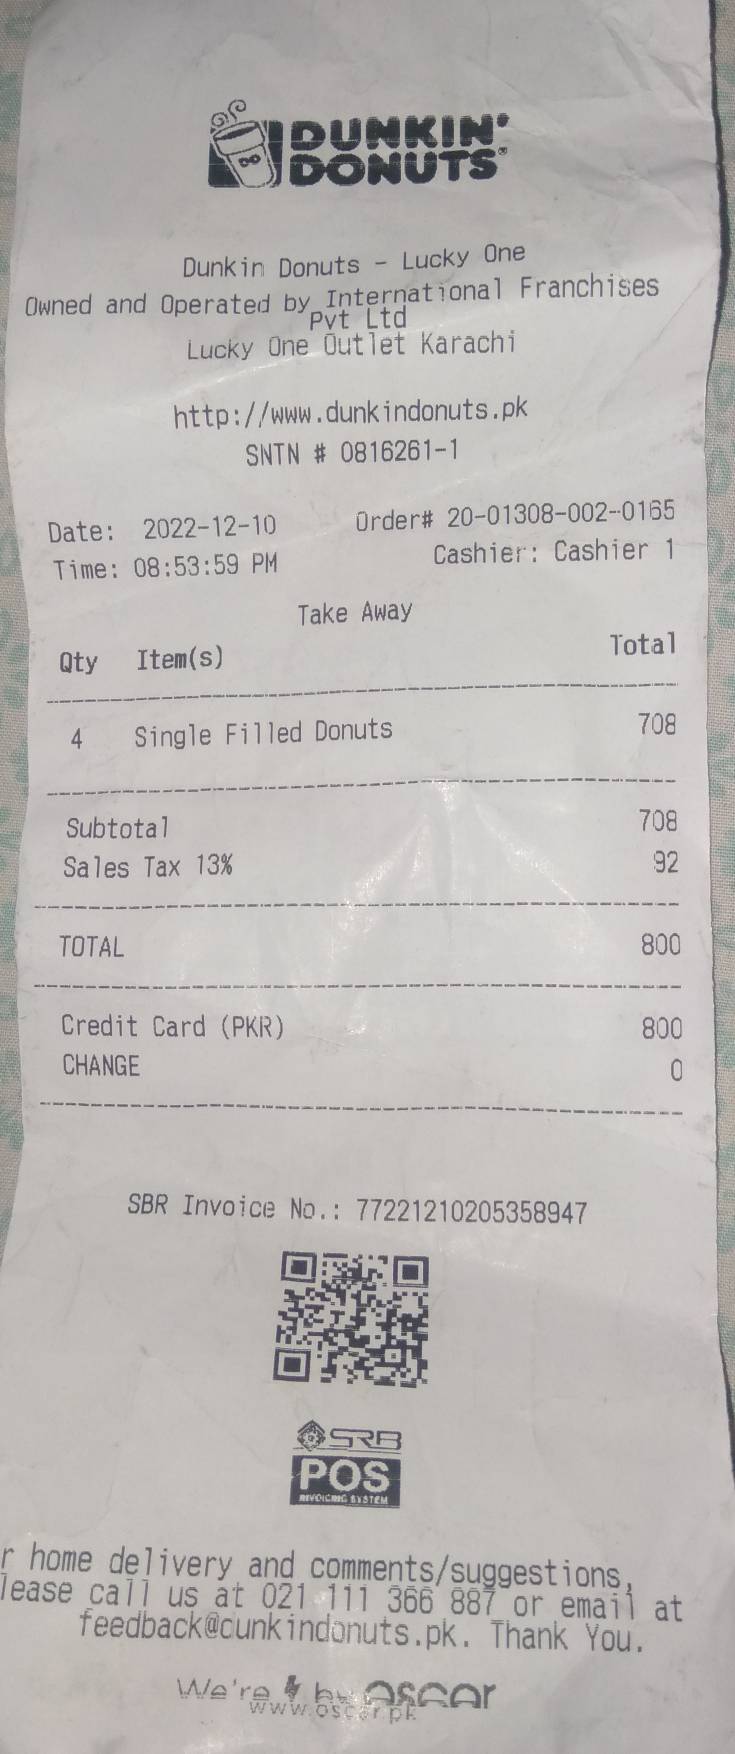 DUNKIN'
DONUTS®
Dunkin Donuts - Lucky One
Owned and Operated by International Franchises
Pvt Ltd
Lucky One Outlet Karachi
http://www.dunkindonuts.pk
SNTN # 0816261-1
Date: 2022-12-10 Order# 20-01308-002-0165
Time: 08:53:59 PM Cashier: Cashier 1
Take Away
Qty Item(s) Total
4 Single Filled Donuts 708
Subtotal 708
Sales Tax 13% 92
TOTAL 800
Credit Card (PKR) 800
CHANGE 0
SBR Invoice No.: 77221210205358947
SRB
POS
INVOICING SYSTEM
r home delivery and comments/suggestions,
lease call us at 021 111 366 887 or email at
feedback@cunkindonuts.pk. Thank You.
We're by oscar
www.oscar.pk